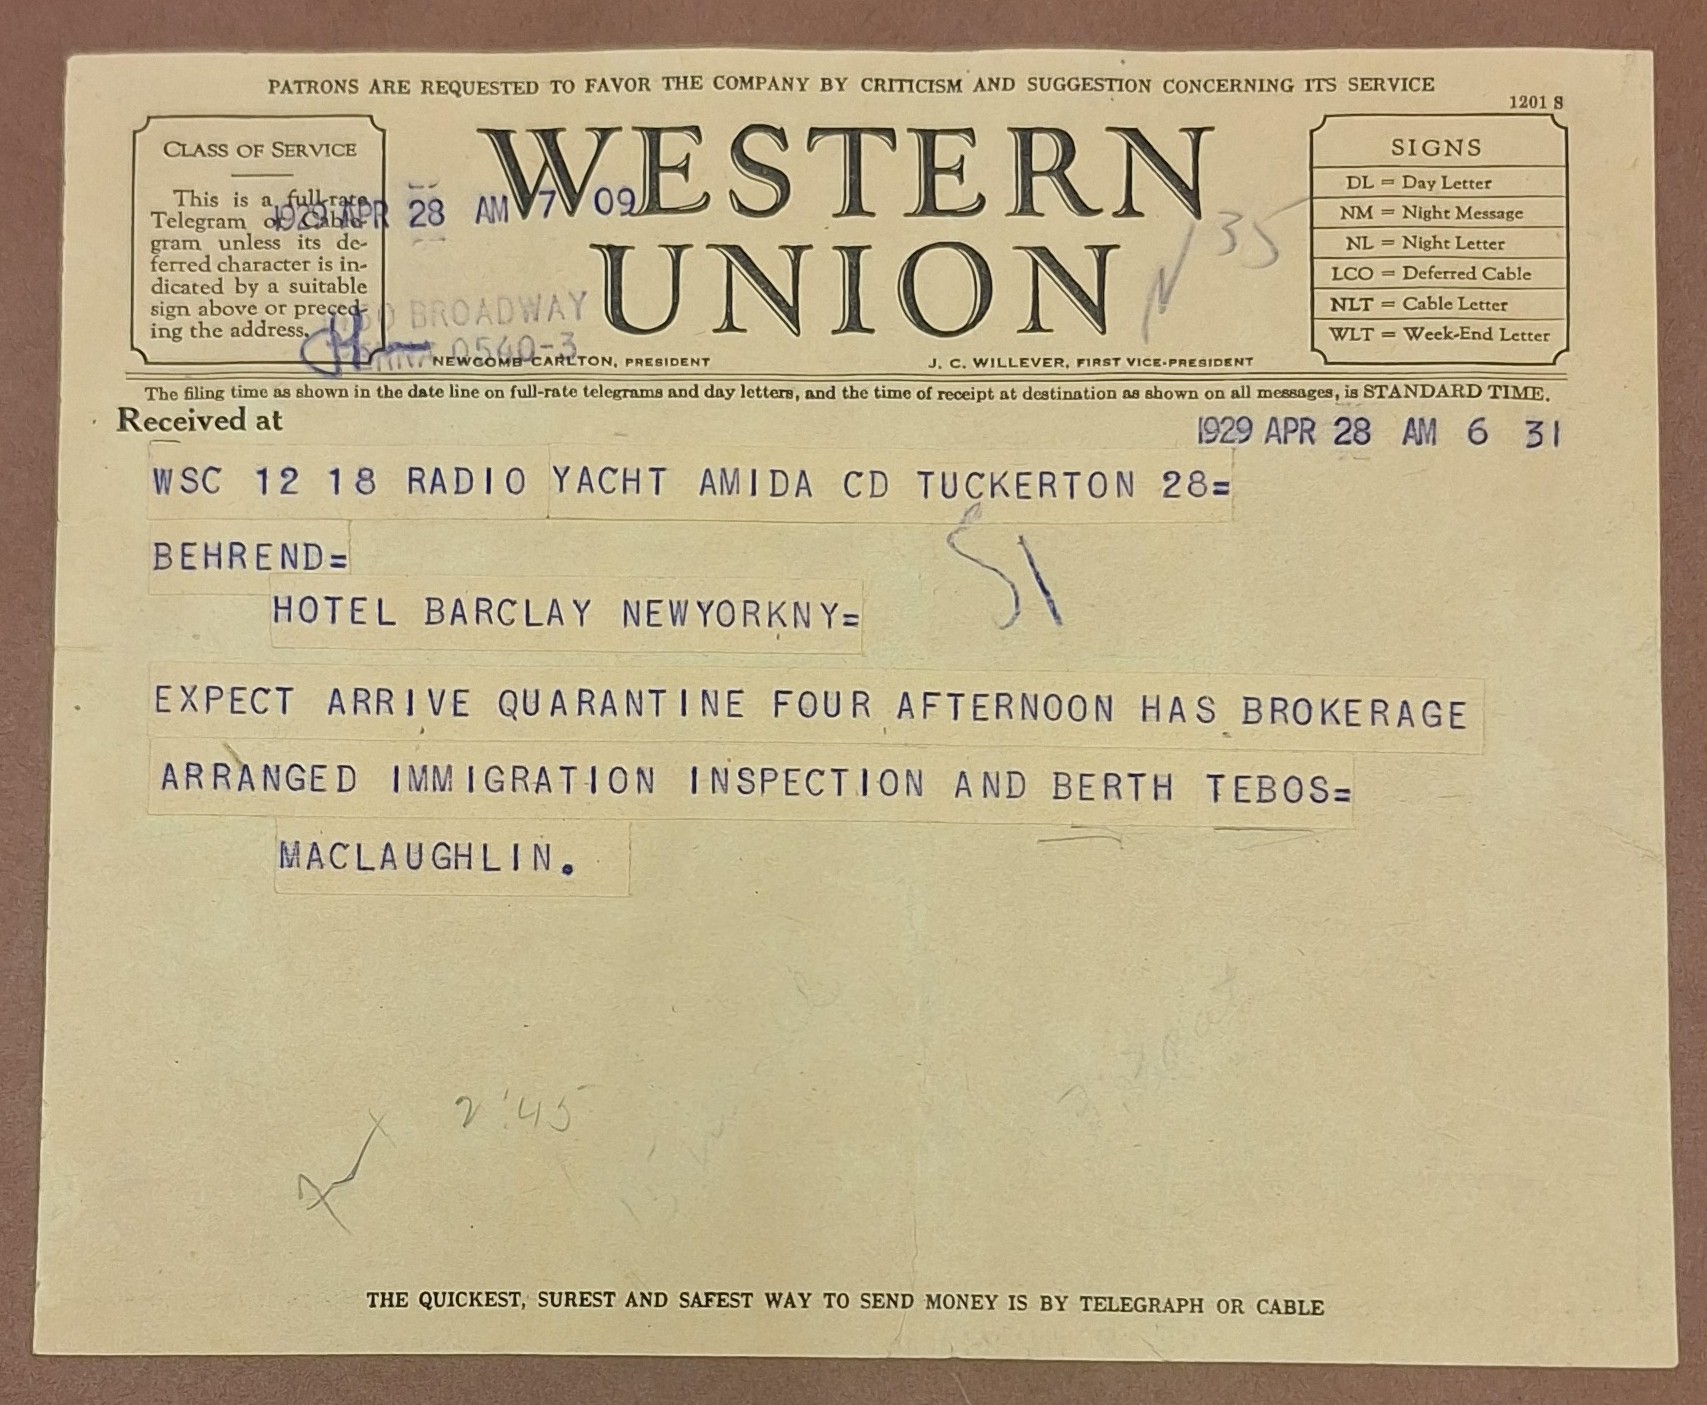 PATRONS ARE REQUESTED TO FAVOR THE COMPANY BY CRITICISM AND SUGGESTION CONCERNING ITS SERVICE
1201 S
CLASS OF SERVICE
This is a full-rate
Telegram or Cable-
gram unless its de-
ferred character is in-
dicated by a suitable
sign above or preced-
ing the address.
1929 APR 28 AM 7 09
WESTERN
UNION
N 35
SIGNS
DL = Day Letter
NM = Night Message
NL = Night Letter
LCO = Deferred Cable
NLT = Cable Letter
WLT = Week-End Letter
BROADWAY
0540-3
NEWCOMB CARLTON, PRESIDENT
J. C. WILLEVER, FIRST VICE-PRESIDENT
The filing time as shown in the date line on full-rate telegrams and day letters, and the time of receipt at destination as shown on all messages, is STANDARD TIME.
Received at
1929 APR 28 AM 6 31
WSC 12 18 RADIO YACHT AMIDA CD TUCKERTON 28=
BEHREND=
51
HOTEL BARCLAY NEWYORKNY=
EXPECT ARRIVE QUARANTINE FOUR AFTERNOON HAS BROKERAGE
ARRANGED IMMIGRATION INSPECTION AND BERTH TEBOS=
MACLAUGHLIN.
2:45
THE QUICKEST, SUREST AND SAFEST WAY TO SEND MONEY IS BY TELEGRAPH OR CABLE